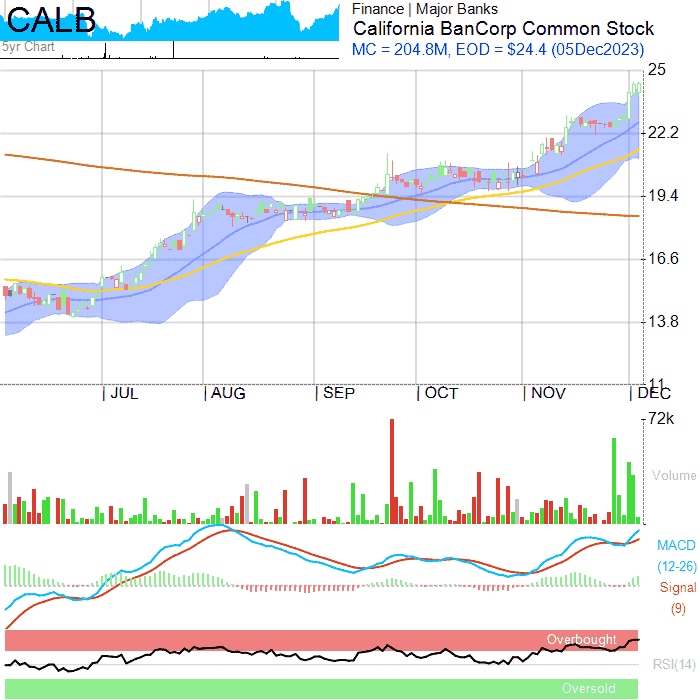 CALB
5yr Chart
Finance | Major Banks
California BanCorp Common Stock
MC = 204.8M, EOD = $24.4 (05Dec2023)
25
22.2
19.4
16.6
13.8
11
JUL AUG SEP OCT NOV DEC
72k
Volume
MACD
(12-26)
Signal
(9)
Overbought
RSI(14)
Oversold